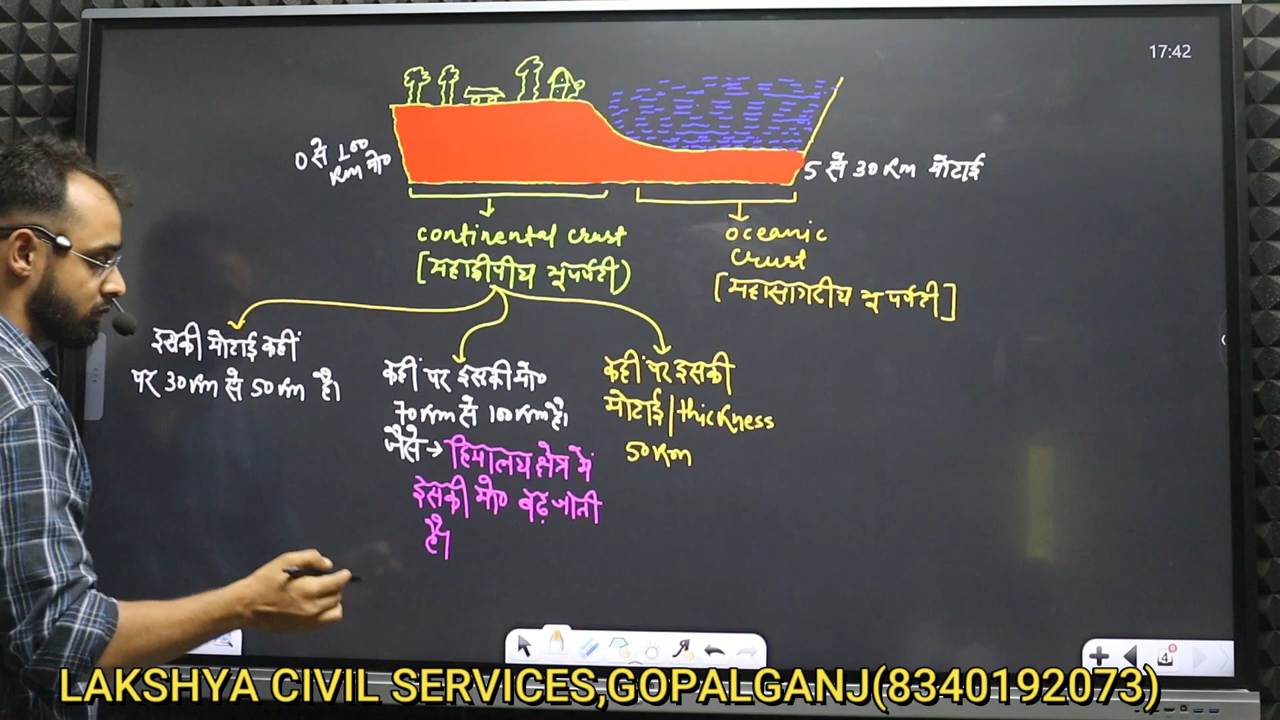 17:42
0 से 100
Km मो०
5 से 30 Km मोटाई
continental crust
[महाद्वीपीय भूपर्पटी)
oceanic
crust
[महासागरीय भूपर्पटी]
इसकी मोटाई कहीं
पर 30 Km से 50 Km है।
कहीं पर इसकी मो०
70 Km से 100 Km है।
जैसे→ हिमालय क्षेत्र में
इसकी मो० बढ़ जाती
है।
कहीं पर इसकी
मोटाई/thickness
50 Km
4
LAKSHYA CIVIL SERVICES,GOPALGANJ(8340192073)